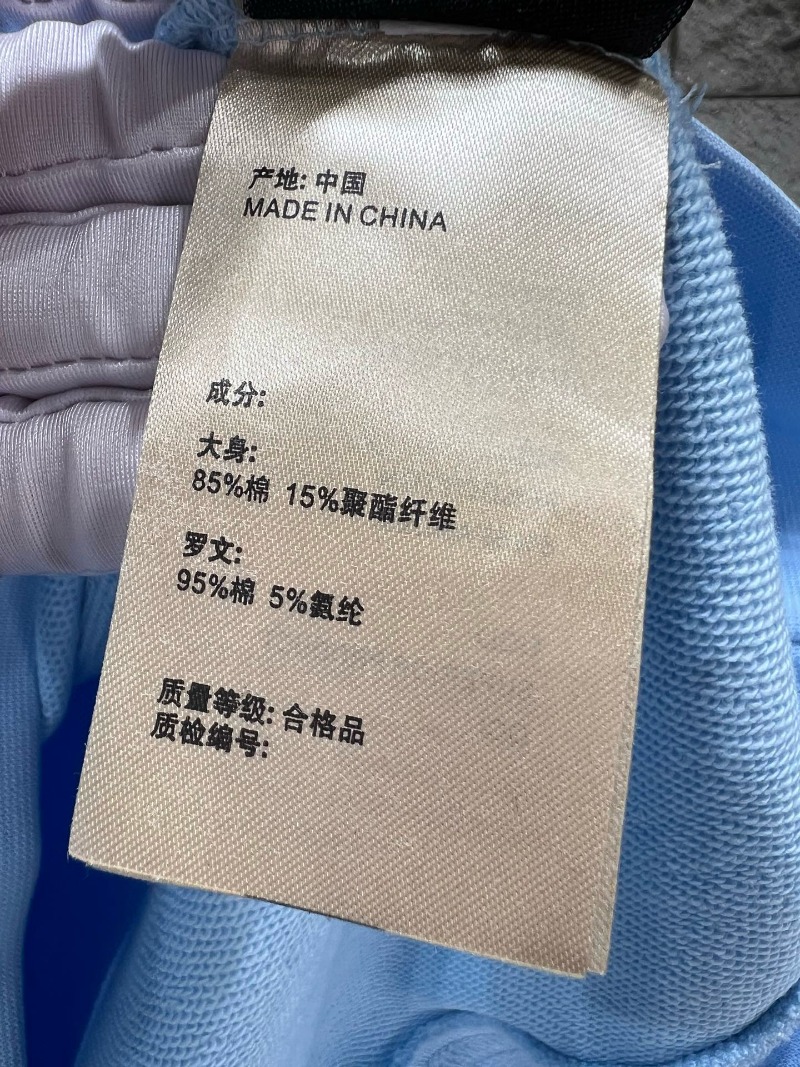 产地: 中国
MADE IN CHINA
成分:
大身:
85%棉 15%聚酯纤维
罗文:
95%棉 5%氨纶
质量等级: 合格品
质检编号: